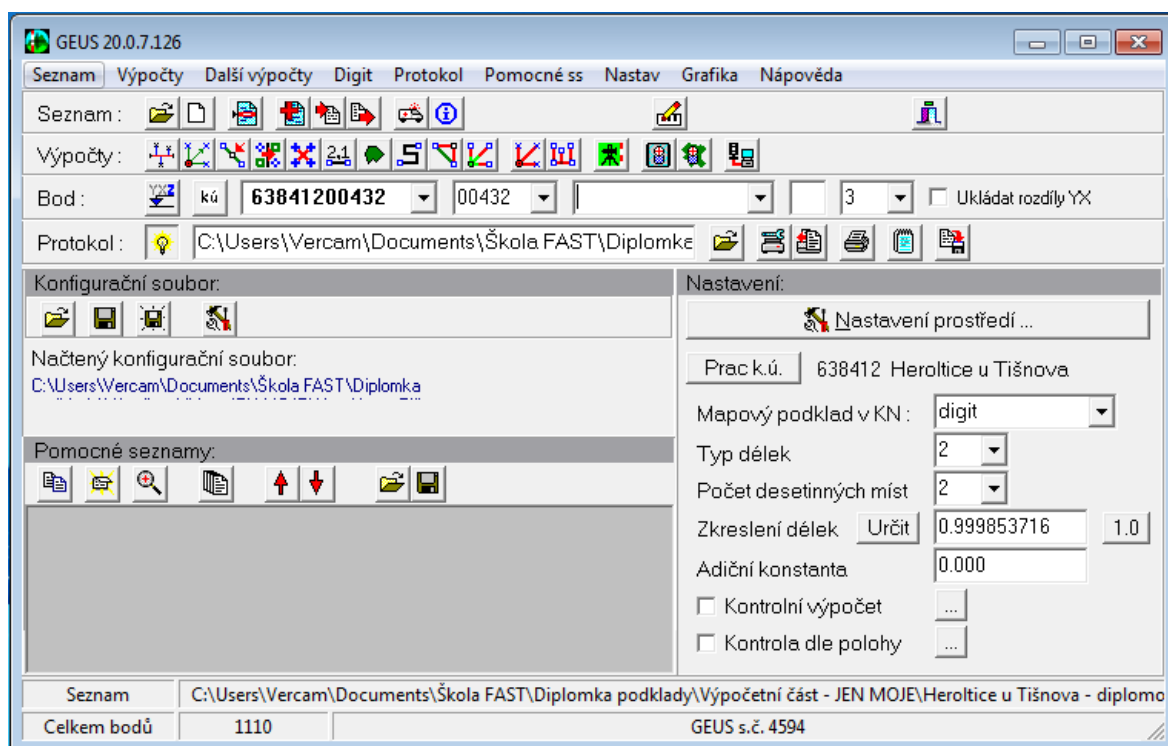 GEUS 20.0.7.126
Seznam Výpočty Další výpočty Digit Protokol Pomocné ss Nastav Grafika Nápověda
Seznam :
Výpočty :
Bod : YXZ kú 63841200432 00432 3 Ukládat rozdíly YX
Protokol : C:\Users\Vercam\Documents\Škola FAST\Diplomka
Konfigurační soubor:
Načtený konfigurační soubor:
C:\Users\Vercam\Documents\Škola FAST\Diplomka
Pomocné seznamy:
Nastavení:
Nastavení prostředí ...
Prac k.ú. 638412 Heroltice u Tišnova
Mapový podklad v KN : digit
Typ délek 2
Počet desetinných míst 2
Zkreslení délek Určit 0.999853716 1.0
Adiční konstanta 0.000
Kontrolní výpočet ...
Kontrola dle polohy ...
Seznam C:\Users\Vercam\Documents\Škola FAST\Diplomka podklady\Výpočetní část - JEN MOJE\Heroltice u Tišnova - diplomo
Celkem bodů 1110 GEUS s.č. 4594